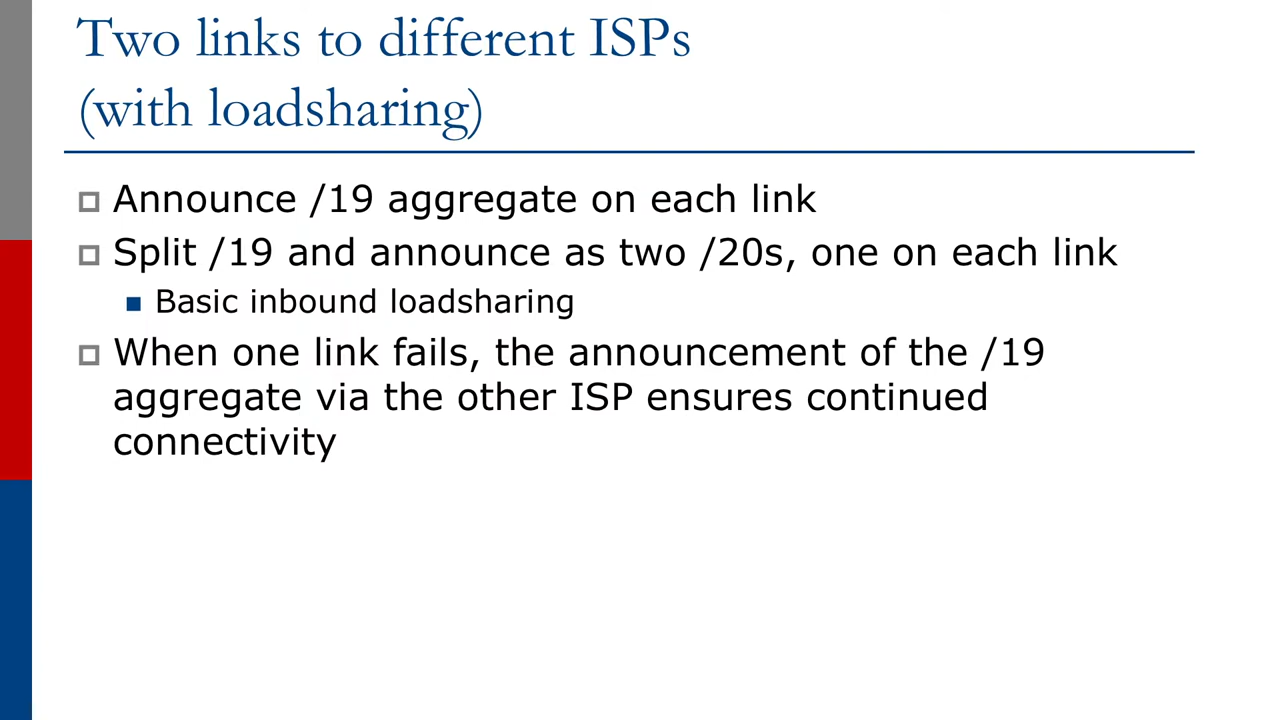 Two links to different ISPs
(with loadsharing)
Announce /19 aggregate on each link
Split /19 and announce as two /20s, one on each link
Basic inbound loadsharing
When one link fails, the announcement of the /19
aggregate via the other ISP ensures continued
connectivity